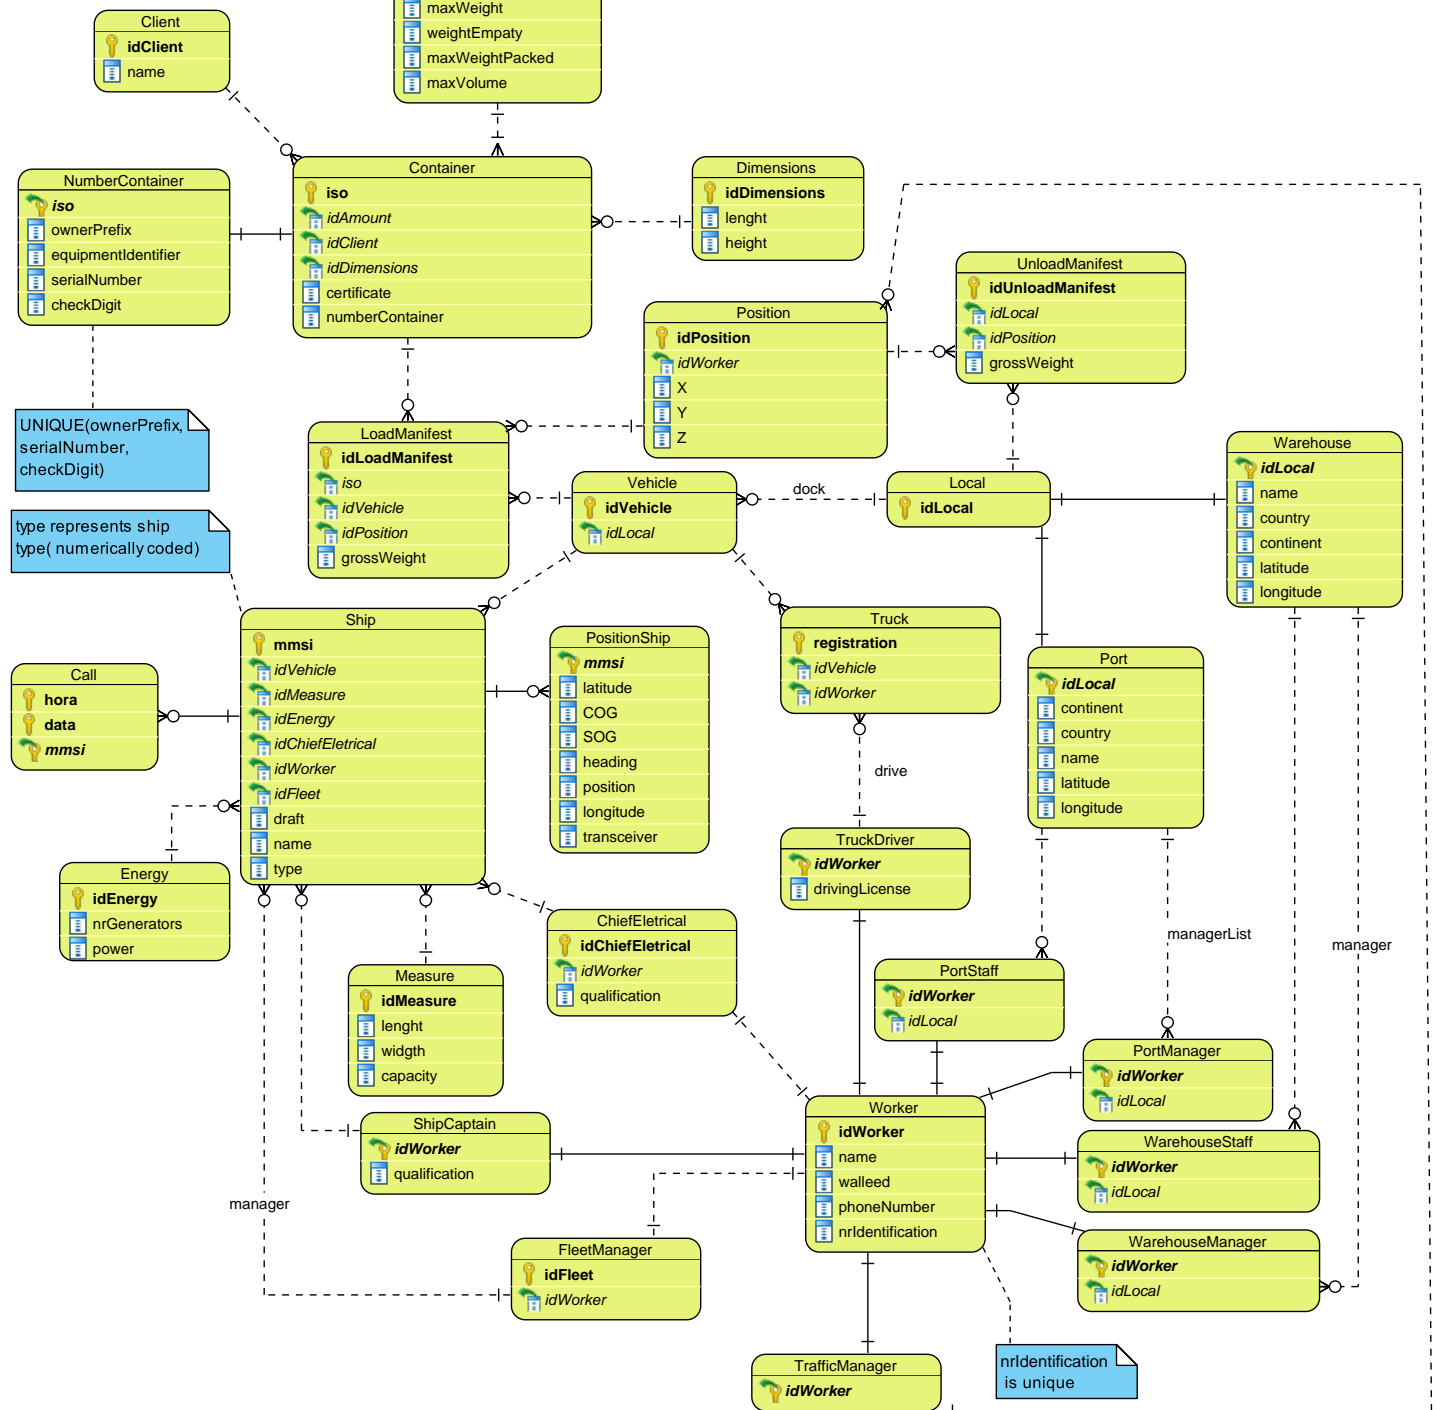 maxWeight
weightEmpaty
maxWeightPacked
maxVolume
Client
idClient
name
NumberContainer
iso
ownerPrefix
equipmentIdentifier
serialNumber
checkDigit
Container
iso
idAmount
idClient
idDimensions
certificate
numberContainer
Dimensions
idDimensions
lenght
height
UnloadManifest
idUnloadManifest
idLocal
idPosition
grossWeight
Position
idPosition
idWorker
X
Y
Z
UNIQUE(ownerPrefix,
serialNumber,
checkDigit)
LoadManifest
idLoadManifest
iso
idVehicle
idPosition
grossWeight
Vehicle
idVehicle
idLocal
dock
Local
idLocal
Warehouse
idLocal
name
country
continent
latitude
longitude
type represents ship
type( numerically coded)
Ship
mmsi
idVehicle
idMeasure
idEnergy
idChiefEletrical
idWorker
idFleet
draft
name
type
PositionShip
mmsi
latitude
COG
SOG
heading
position
longitude
transceiver
Truck
registration
idVehicle
idWorker
Port
idLocal
continent
country
name
latitude
longitude
Call
hora
data
mmsi
drive
TruckDriver
idWorker
drivingLicense
Energy
idEnergy
nrGenerators
power
ChiefEletrical
idChiefEletrical
idWorker
qualification
managerList
manager
Measure
idMeasure
lenght
widgth
capacity
PortStaff
idWorker
idLocal
PortManager
idWorker
idLocal
ShipCaptain
idWorker
qualification
Worker
idWorker
name
walleed
phoneNumber
nrIdentification
WarehouseStaff
idWorker
idLocal
manager
FleetManager
idFleet
idWorker
WarehouseManager
idWorker
idLocal
TrafficManager
idWorker
nrIdentification
is unique